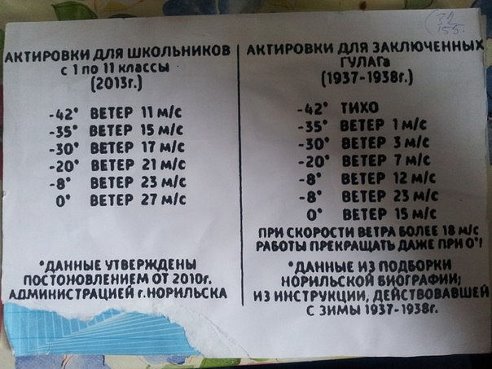 АКТИРОВКИ ДЛЯ ШКОЛЬНИКОВ
с 1 по 11 классы
(2013г.)
-42° ВЕТЕР 11 м/с
-35° ВЕТЕР 15 м/с
-30° ВЕТЕР 17 м/с
-20° ВЕТЕР 21 м/с
-8° ВЕТЕР 23 м/с
0° ВЕТЕР 27 м/с
*ДАННЫЕ УТВЕРЖДЕНЫ
ПОСТОНОВЛЕНИЕМ ОТ 2010г.
АДМИНИСТРАЦИЕЙ г.НОРИЛЬСКА
АКТИРОВКИ ДЛЯ ЗАКЛЮЧЕННЫХ
ГУЛАГа
(1937-1938г.)
-42° ТИХО
-35° ВЕТЕР 1 м/с
-30° ВЕТЕР 3 м/с
-20° ВЕТЕР 7 м/с
-8° ВЕТЕР 12 м/с
-8° ВЕТЕР 23 м/с
0° ВЕТЕР 15 м/с
ПРИ СКОРОСТИ ВЕТРА БОЛЕЕ 18 м/с
РАБОТЫ ПРЕКРАЩАТЬ ДАЖЕ ПРИ 0°!
*ДАННЫЕ ИЗ ПОДБОРКИ
НОРИЛЬСКОЙ БИОГРАФИИ;
ИЗ ИНСТРУКЦИИ, ДЕЙСТВОВАВШЕЙ
С ЗИМЫ 1937-1938г.